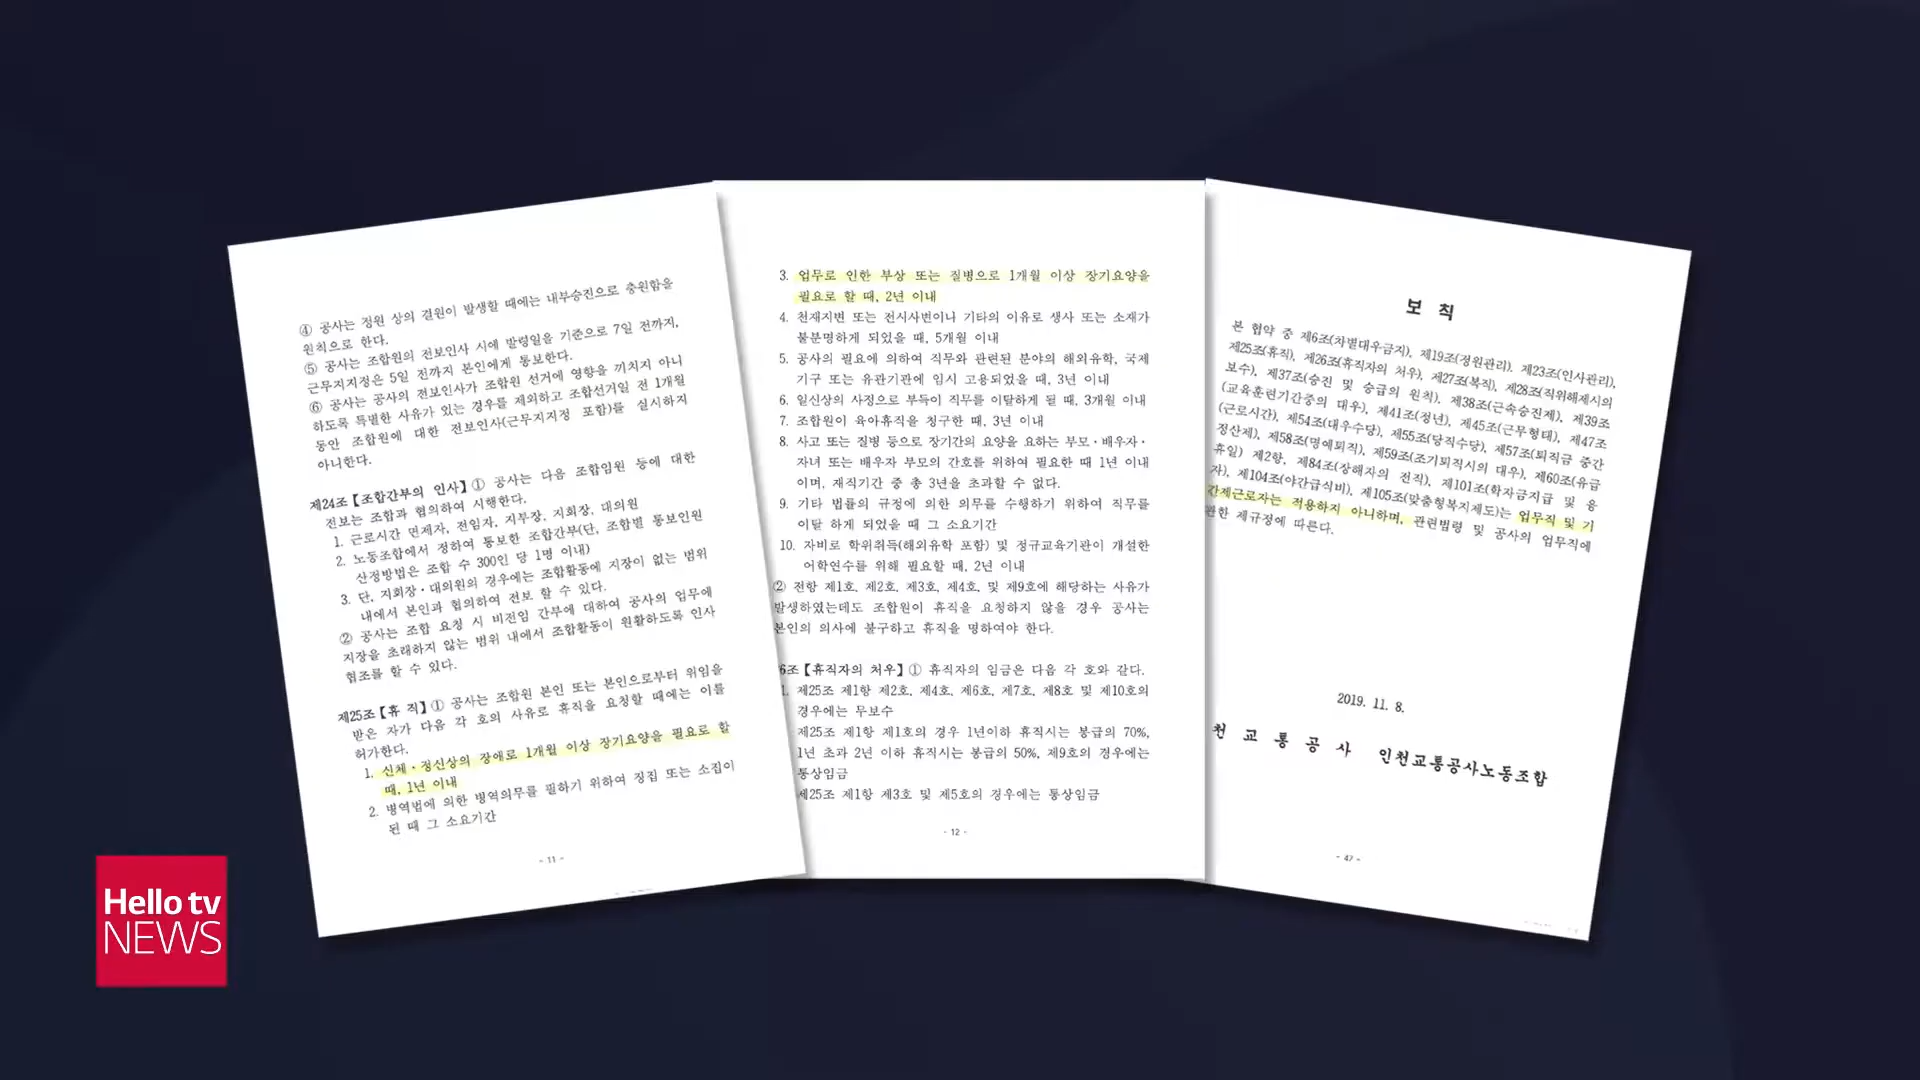 ④ 공사는 정원 상의 결원이 발생할 때에는 내부승진으로 충원함을
원칙으로 한다.
⑤ 공사는 조합원의 전보인사 시에 발령일을 기준으로 7일 전까지,
근무지지정은 5일 전까지 본인에게 통보한다.
⑥ 공사는 공사의 전보인사가 조합원 선거에 영향을 끼치지 아니
하도록 특별한 사유가 있는 경우를 제외하고 조합선거일 전 1개월
동안 조합원에 대한 전보인사(근무지지정 포함)를 실시하지
아니한다.
제24조【조합간부의 인사】① 공사는 다음 조합임원 등에 대한
전보는 조합과 협의하여 시행한다.
1. 근로시간 면제자, 전임자, 지부장, 지회장, 대의원
2. 노동조합에서 정하여 통보한 조합간부(단, 조합별 통보인원
산정방법은 조합 수 300인 당 1명 이내)
3. 단, 지회장·대의원의 경우에는 조합활동에 지장이 없는 범위
내에서 본인과 협의하여 전보 할 수 있다.
② 공사는 조합 요청 시 비전임 간부에 대하여 공사의 업무에
지장을 초래하지 않는 범위 내에서 조합활동이 원활하도록 인사
협조를 할 수 있다.
제25조【휴 직】① 공사는 조합원 본인 또는 본인으로부터 위임을
받은 자가 다음 각 호의 사유로 휴직을 요청할 때에는 이를
허가한다.
1. 신체·정신상의 장애로 1개월 이상 장기요양을 필요로 할
때, 1년 이내
2. 병역법에 의한 병역의무를 필하기 위하여 징집 또는 소집이
된 때 그 소요기간
- 11 -
3. 업무로 인한 부상 또는 질병으로 1개월 이상 장기요양을
필요로 할 때, 2년 이내
4. 천재지변 또는 전시사변이나 기타의 이유로 생사 또는 소재가
불분명하게 되었을 때, 5개월 이내
5. 공사의 필요에 의하여 직무와 관련된 분야의 해외유학, 국제
기구 또는 유관기관에 임시 고용되었을 때, 3년 이내
6. 일신상의 사정으로 부득이 직무를 이탈하게 될 때, 3개월 이내
7. 조합원이 육아휴직을 청구한 때, 3년 이내
8. 사고 또는 질병 등으로 장기간의 요양을 요하는 부모·배우자·
자녀 또는 배우자 부모의 간호를 위하여 필요한 때 1년 이내
이며, 재직기간 중 총 3년을 초과할 수 없다.
9. 기타 법률의 규정에 의한 의무를 수행하기 위하여 직무를
이탈 하게 되었을 때 그 소요기간
10. 자비로 학위취득(해외유학 포함) 및 정규교육기관이 개설한
어학연수를 위해 필요할 때, 2년 이내
② 전항 제1호, 제2호, 제3호, 제4호, 및 제9호에 해당하는 사유가
발생하였는데도 조합원이 휴직을 요청하지 않을 경우 공사는
본인의 의사에 불구하고 휴직을 명하여야 한다.
6조【휴직자의 처우】① 휴직자의 임금은 다음 각 호와 같다.
1. 제25조 제1항 제2호, 제4호, 제6호, 제7호, 제8호 및 제10호의
경우에는 무보수
제25조 제1항 제1호의 경우 1년이하 휴직시는 봉급의 70%,
1년 초과 2년 이하 휴직시는 봉급의 50%, 제9호의 경우에는
통상임금
제25조 제1항 제3호 및 제5호의 경우에는 통상임금
- 12 -
보 칙
본 협약 중 제6조(차별대우금지), 제19조(정원관리), 제23조(인사관리),
제25조(휴직), 제26조(휴직자의 처우), 제27조(복직), 제28조(직위해제시의
보수), 제37조(승진 및 승급의 원칙), 제38조(근속승진제), 제39조
(교육훈련기간중의 대우), 제41조(정년), 제45조(근무형태), 제47조
(근로시간), 제54조(대우수당), 제55조(당직수당), 제57조(퇴직금 중간
정산제), 제58조(명예퇴직), 제59조(조기퇴직시의 대우), 제60조(유급
휴일) 제2항, 제84조(장해자의 전직), 제101조(학자금지급 및 융
자), 제104조(야간급식비), 제105조(맞춤형복지제도)는 업무직 및 기
간제근로자는 적용하지 아니하며, 관련법령 및 공사의 업무직에
관한 제규정에 따른다.
2019. 11. 8.
천 교 통 공 사 인천교통공사노동조합
- 47 -
Hello tv
NEWS